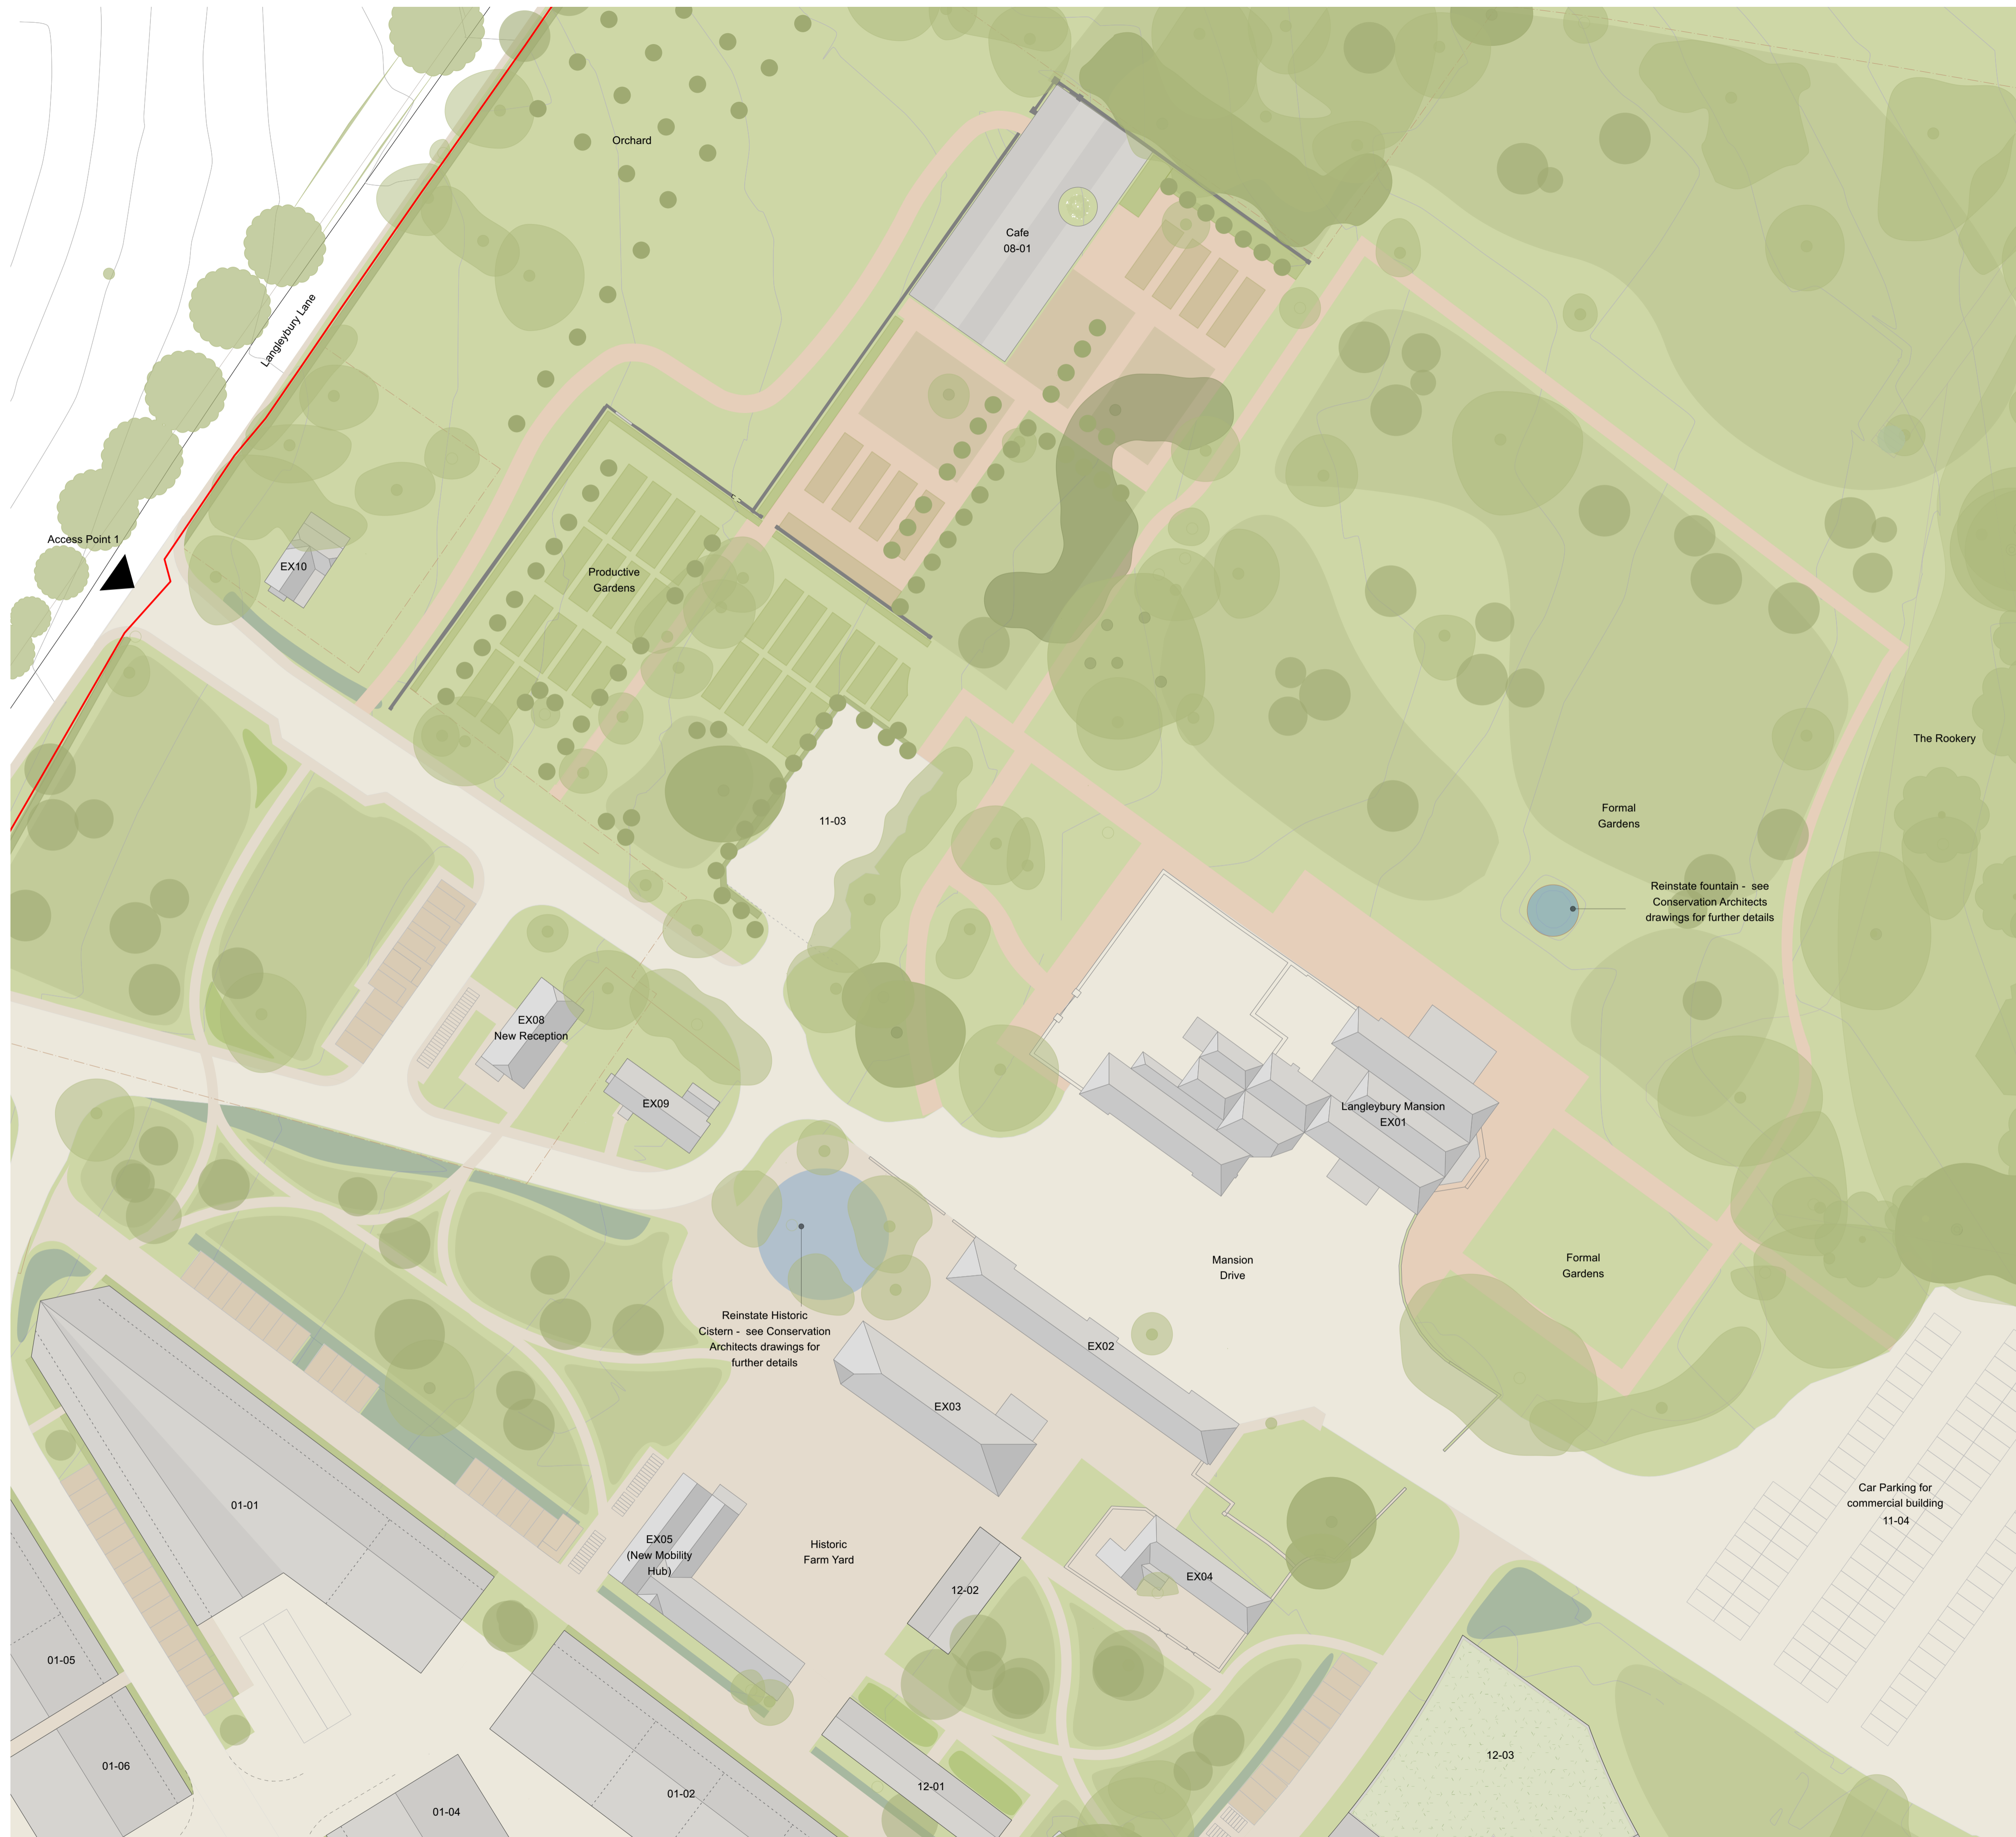 Orchard
Cafe
08-01
Langleybury Lane
Access Point 1
EX10
Productive
Gardens
The Rookery
11-03
Formal
Gardens
Reinstate fountain -  see
Conservation Architects
drawings for further details
EX08
New Reception
EX09
Langleybury Mansion
EX01
Mansion
Drive
Formal
Gardens
Reinstate Historic
Cistern -  see Conservation
Architects drawings for
further details
EX02
EX03
Car Parking for
commercial building
11-04
01-01
EX05
(New Mobility
Hub)
Historic
Farm Yard
EX04
12-02
01-05
12-03
01-06
01-02
12-01
01-04